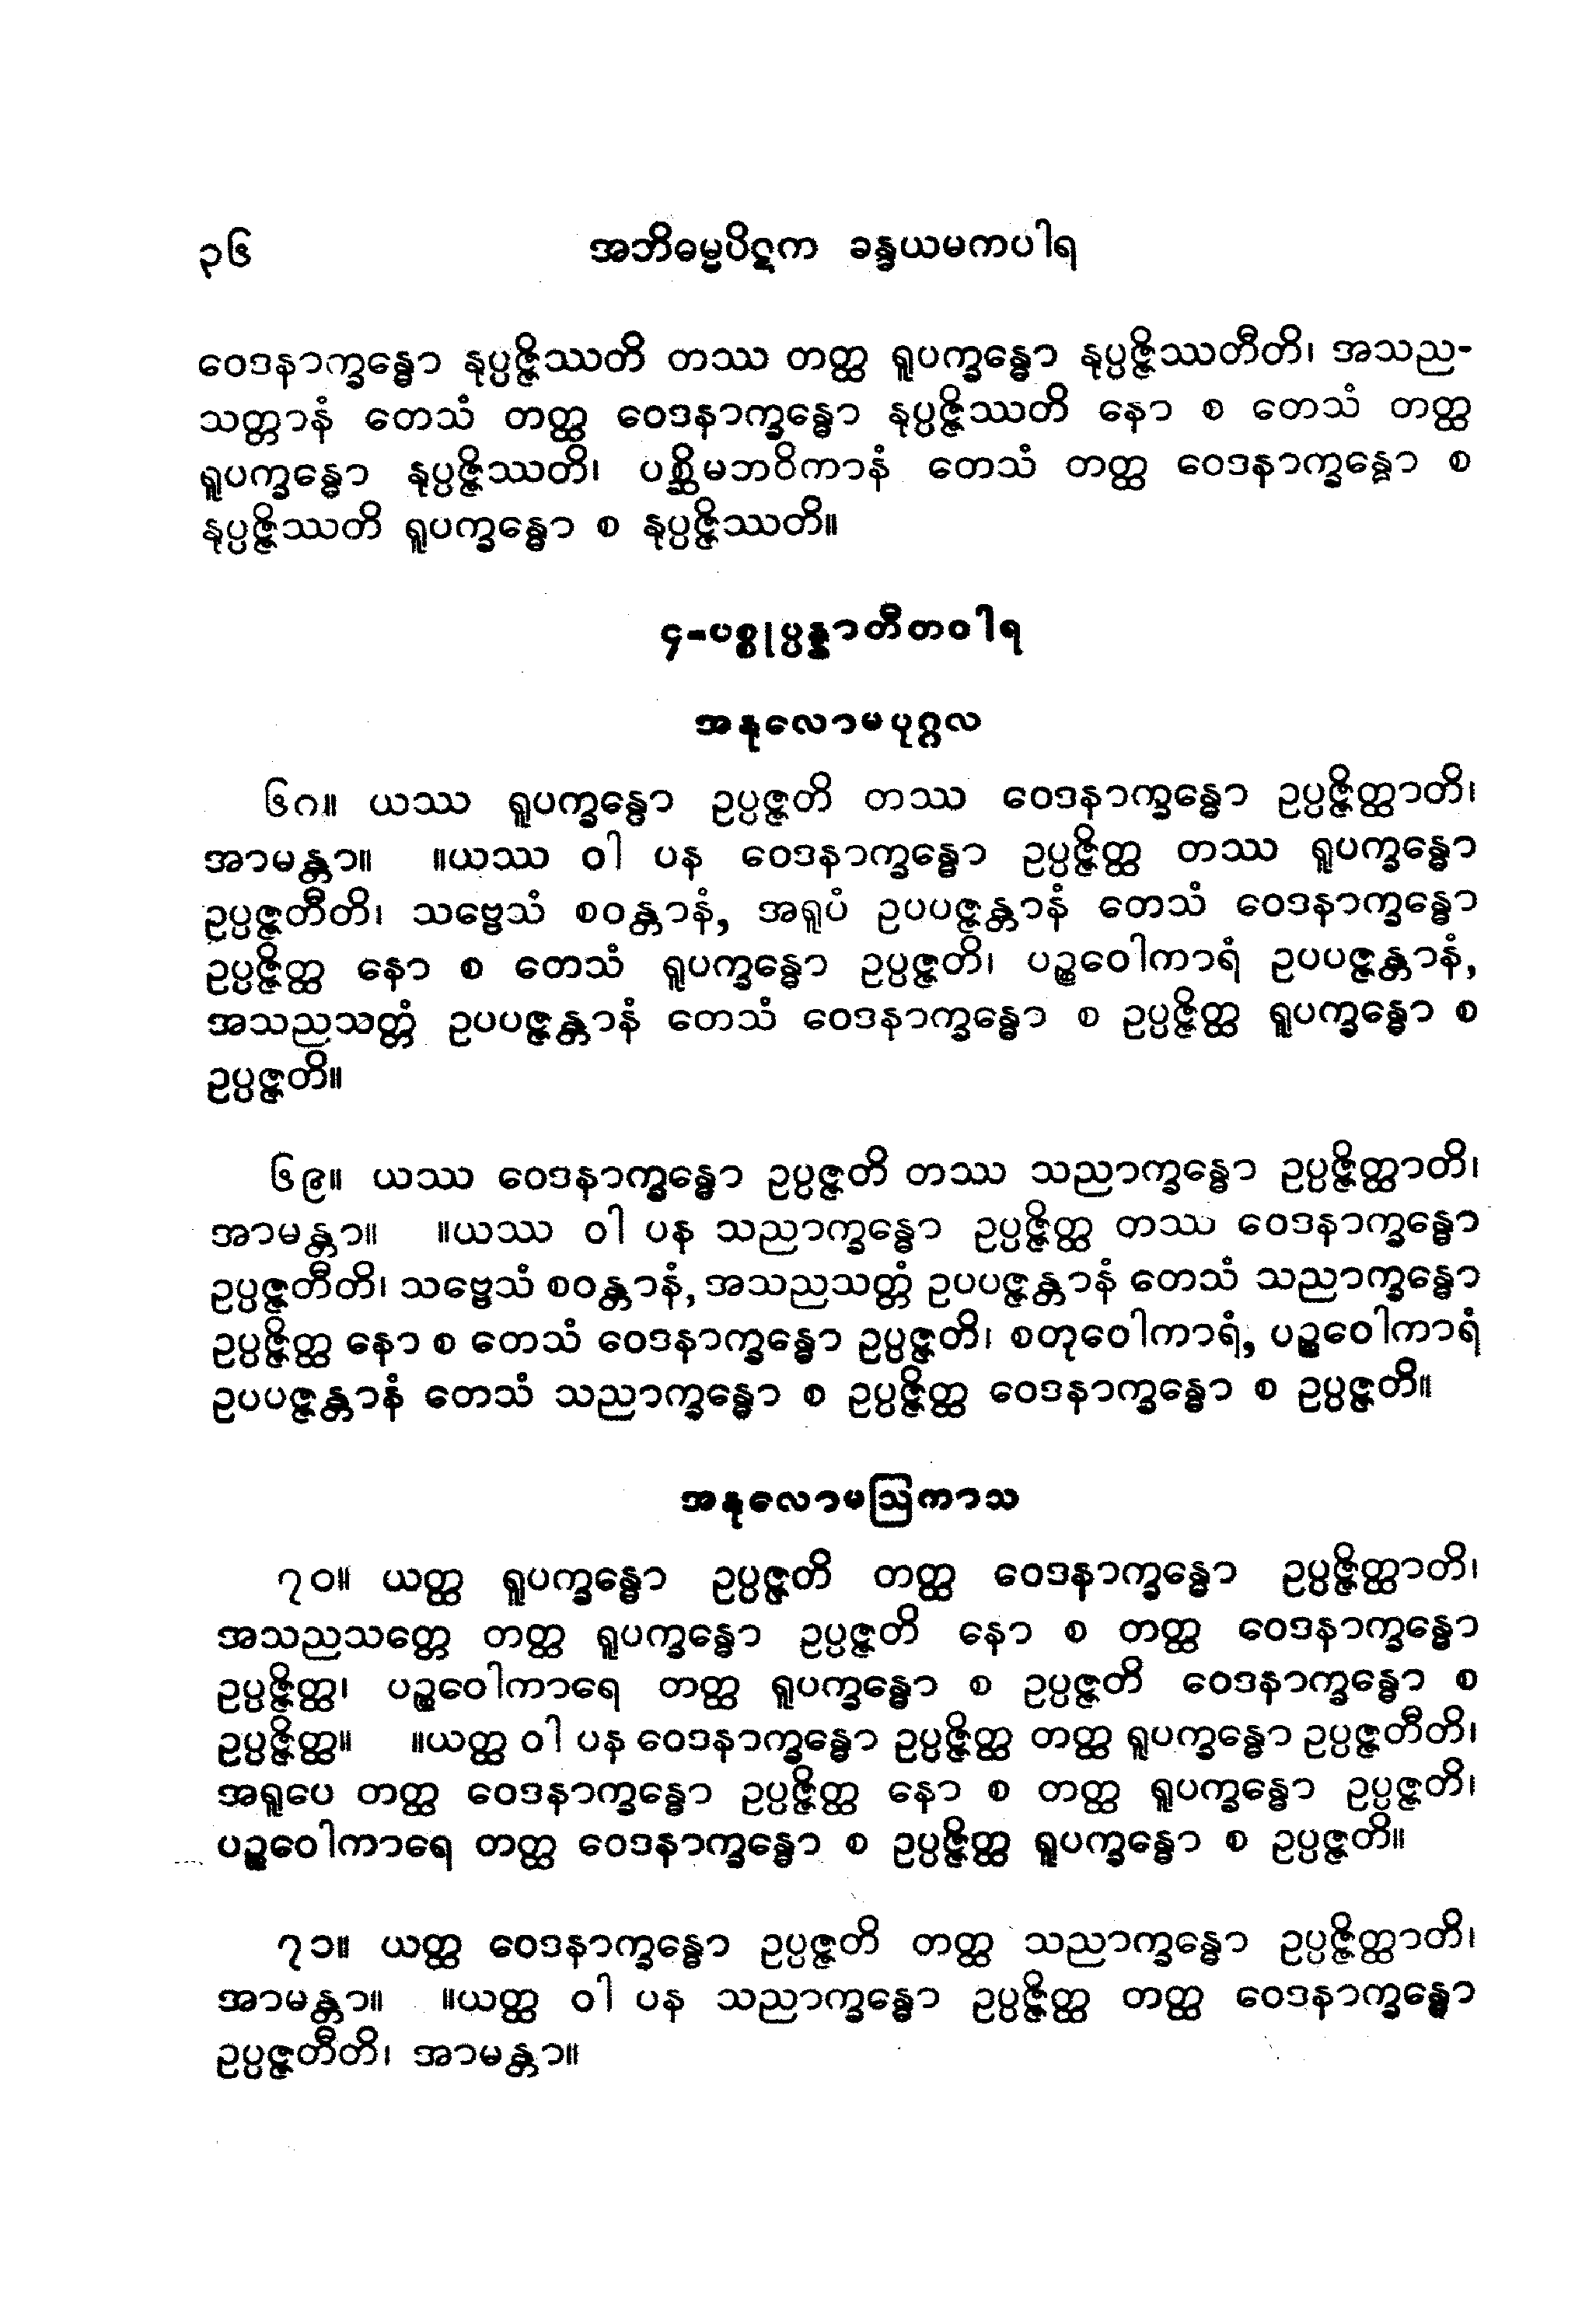 ၃၆ အဘိဓမ္မပိဋက ခန္ဓယမကပါရ
ဝေဒနာက္ခန္ဓော နုပ္ပဇ္ဇိဿတိ တဿ တတ္ထ ရူပက္ခန္ဓော နုပ္ပဇ္ဇိဿတီတိ၊ အသည-
သတ္တာနံ တေသံ တတ္ထ ဝေဒနာက္ခန္ဓော နုပ္ပဇ္ဇိဿတိ နော စ တေသံ တတ္ထ
ရူပက္ခန္ဓော နုပ္ပဇ္ဇိဿတိ၊ ပစ္ဆိမဘဝိကာနံ တေသံ တတ္ထ ဝေဒနာက္ခန္ဓော စ
နုပ္ပဇ္ဇိဿတိ ရူပက္ခန္ဓော စ နုပ္ပဇ္ဇိဿတိ။
၄-ပစ္စုပ္ပန္နာတီတဝါရ
အနုလောမပုဂ္ဂလ
၆၈။ ယဿ ရူပက္ခန္ဓော ဥပ္ပဇ္ဇတိ တဿ ဝေဒနာက္ခန္ဓော ဥပ္ပဇ္ဇိတ္ထာတိ၊
အာမန္တာ။ ။ယဿ ဝါ ပန ဝေဒနာက္ခန္ဓော ဥပ္ပဇ္ဇိတ္ထ တဿ ရူပက္ခန္ဓော
ဥပ္ပဇ္ဇတီတိ၊ သဗ္ဗေသံ စဝန္တာနံ, အရူပံ ဥပပဇ္ဇန္တာနံ တေသံ ဝေဒနာက္ခန္ဓော
ဥပ္ပဇ္ဇိတ္ထ နော စ တေသံ ရူပက္ခန္ဓော ဥပ္ပဇ္ဇတိ၊ ပဉ္စဝေါကာရံ ဥပပဇ္ဇန္တာနံ,
အသညသတ္တံ ဥပပဇ္ဇန္တာနံ တေသံ ဝေဒနာက္ခန္ဓော စ ဥပ္ပဇ္ဇိတ္ထ ရူပက္ခန္ဓော စ
ဥပ္ပဇ္ဇတိ။
၆၉။ ယဿ ဝေဒနာက္ခန္ဓော ဥပ္ပဇ္ဇတိ တဿ သညာက္ခန္ဓော ဥပ္ပဇ္ဇိတ္ထာတိ၊
အာမန္တာ။ ။ယဿ ဝါ ပန သညာက္ခန္ဓော ဥပ္ပဇ္ဇိတ္ထ တဿ ဝေဒနာက္ခန္ဓော
ဥပ္ပဇ္ဇတီတိ၊ သဗ္ဗေသံ စဝန္တာနံ, အသညသတ္တံ ဥပပဇ္ဇန္တာနံ တေသံ သညာက္ခန္ဓော
ဥပ္ပဇ္ဇိတ္ထ နော စ တေသံ ဝေဒနာက္ခန္ဓော ဥပ္ပဇ္ဇတိ၊ စတုဝေါကာရံ, ပဉ္စဝေါကာရံ
ဥပပဇ္ဇန္တာနံ တေသံ သညာက္ခန္ဓော စ ဥပ္ပဇ္ဇိတ္ထ ဝေဒနာက္ခန္ဓော စ ဥပ္ပဇ္ဇတိ။
အနုလောမဩကာသ
၇၀။ ယတ္ထ ရူပက္ခန္ဓော ဥပ္ပဇ္ဇတိ တတ္ထ ဝေဒနာက္ခန္ဓော ဥပ္ပဇ္ဇိတ္ထာတိ၊
အသညသတ္တေ တတ္ထ ရူပက္ခန္ဓော ဥပ္ပဇ္ဇတိ နော စ တတ္ထ ဝေဒနာက္ခန္ဓော
ဥပ္ပဇ္ဇိတ္ထ၊ ပဉ္စဝေါကာရေ တတ္ထ ရူပက္ခန္ဓော စ ဥပ္ပဇ္ဇတိ ဝေဒနာက္ခန္ဓော စ
ဥပ္ပဇ္ဇိတ္ထ။ ။ယတ္ထ ဝါ ပန ဝေဒနာက္ခန္ဓော ဥပ္ပဇ္ဇိတ္ထ တတ္ထ ရူပက္ခန္ဓော ဥပ္ပဇ္ဇတီတိ၊
အရူပေ တတ္ထ ဝေဒနာက္ခန္ဓော ဥပ္ပဇ္ဇိတ္ထ နော စ တတ္ထ ရူပက္ခန္ဓော ဥပ္ပဇ္ဇတိ၊
ပဉ္စဝေါကာရေ တတ္ထ ဝေဒနာက္ခန္ဓော စ ဥပ္ပဇ္ဇိတ္ထ ရူပက္ခန္ဓော စ ဥပ္ပဇ္ဇတိ။
၇၁။ ယတ္ထ ဝေဒနာက္ခန္ဓော ဥပ္ပဇ္ဇတိ တတ္ထ သညာက္ခန္ဓော ဥပ္ပဇ္ဇိတ္ထာတိ၊
အာမန္တာ။ ။ယတ္ထ ဝါ ပန သညာက္ခန္ဓော ဥပ္ပဇ္ဇိတ္ထ တတ္ထ ဝေဒနာက္ခန္ဓော
ဥပ္ပဇ္ဇတီတိ၊ အာမန္တာ။